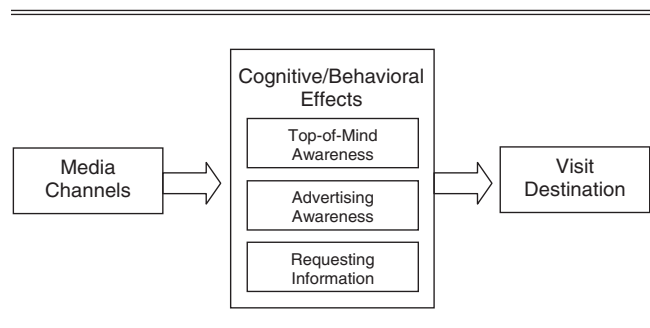 Media
Channels
Cognitive/Behavioral
Effects
Top-of-Mind
Awareness
Advertising
Awareness
Requesting
Information
Visit
Destination